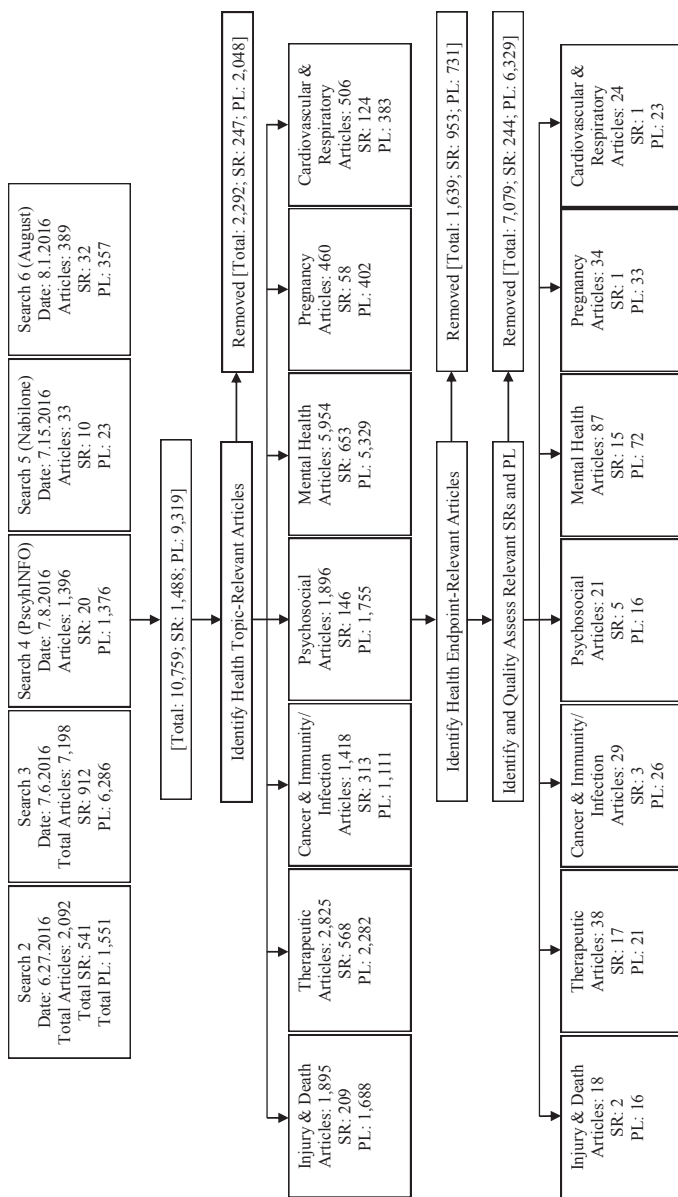 Search 2
Date: 6.27.2016
Total Articles: 2,092
Total SR: 541
Total PL: 1,551
Search 3
Date: 7.6.2016
Total Articles: 7,198
SR: 912
PL: 6,286
Search 4 (PscyhINFO)
Date: 7.8.2016
Articles: 1,396
SR: 20
PL: 1,376
Search 5 (Nabilone)
Date: 7.15.2016
Articles: 33
SR: 10
PL: 23
Search 6 (August)
Date: 8.1.2016
Articles: 389
SR: 32
PL: 357
[Total: 10,759; SR: 1,488; PL: 9,319]
Identify Health Topic-Relevant Articles
Removed [Total: 2,292; SR: 247; PL: 2,048]
Injury & Death
Articles: 1,895
SR: 209
PL: 1,688
Therapeutic
Articles: 2,825
SR: 568
PL: 2,282
Cancer & Immunity/
Infection
Articles: 1,418
SR: 313
PL: 1,111
Psychosocial
Articles: 1,896
SR: 146
PL: 1,755
Mental Health
Articles: 5,954
SR: 653
PL: 5,329
Pregnancy
Articles: 460
SR: 58
PL: 402
Cardiovascular &
Respiratory
Articles: 506
SR: 124
PL: 383
Identify Health Endpoint-Relevant Articles
Removed [Total: 1,639; SR: 953; PL: 731]
Identify and Quality Assess Relevant SRs and PL
Removed [Total: 7,079; SR: 244; PL: 6,329]
Injury & Death
Articles: 18
SR: 2
PL: 16
Therapeutic
Articles: 38
SR: 17
PL: 21
Cancer & Immunity/
Infection
Articles: 29
SR: 3
PL: 26
Psychosocial
Articles: 21
SR: 5
PL: 16
Mental Health
Articles: 87
SR: 15
PL: 72
Pregnancy
Articles: 34
SR: 1
PL: 33
Cardiovascular &
Respiratory
Articles: 24
SR: 1
PL: 23